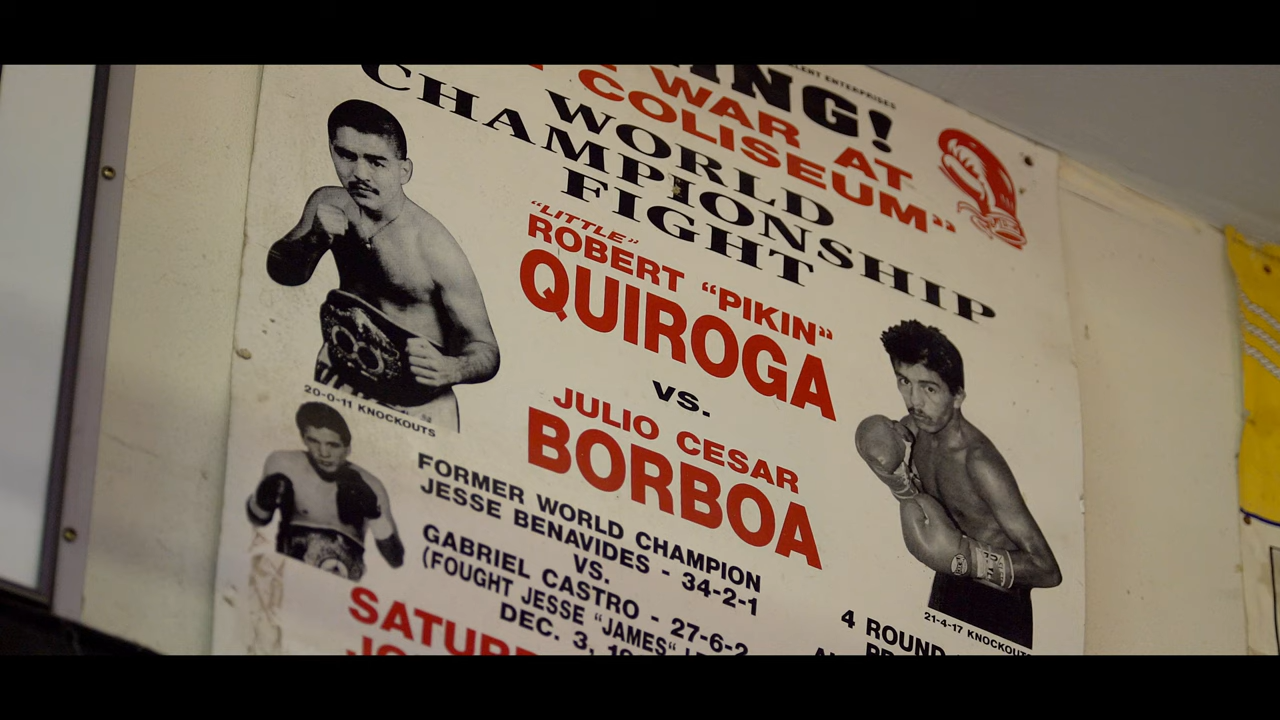 ING!
WAR AT
COLISEUM"
WORLD
CHAMPIONSHIP
FIGHT
"LITTLE"
ROBERT "PIKIN"
QUIROGA
VS.
JULIO CESAR
BORBOA
20-0-11 KNOCKOUTS
FORMER WORLD CHAMPION
JESSE BENAVIDES - 34-2-1
VS.
GABRIEL CASTRO - 27-6-2
(FOUGHT JESSE "JAMES"
DEC. 3, 19
21-4-17 KNOCKOUTS
4 ROUND